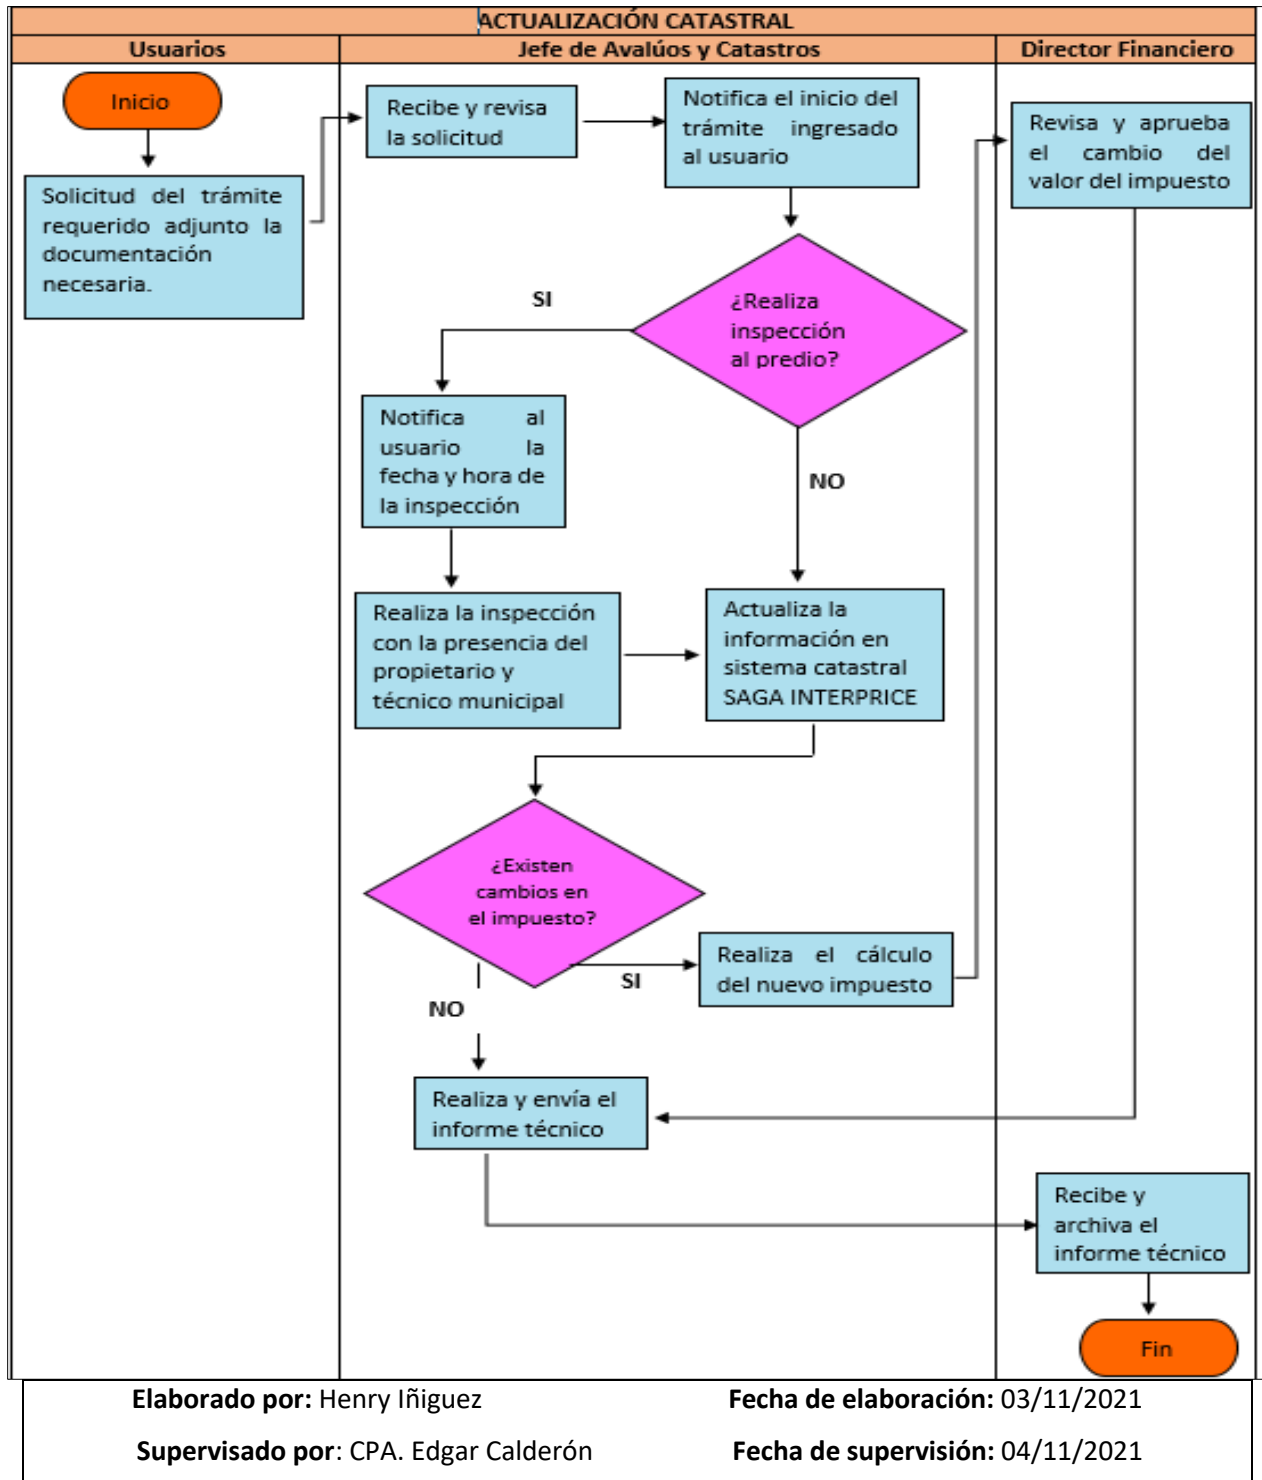 ACTUALIZACIÓN CATASTRAL
Usuarios
Jefe de Avalúos y Catastros
Director Financiero
Inicio
Solicitud del trámite
requerido adjunto la
documentación
necesaria.
Recibe y revisa
la solicitud
Notifica el inicio del
trámite ingresado
al usuario
Revisa y aprueba
el cambio del
valor del impuesto
¿Realiza
inspección
al predio?
SI
NO
Notifica al
usuario la
fecha y hora de
la inspección
Realiza la inspección
con la presencia del
propietario y
técnico municipal
Actualiza la
información en
sistema catastral
SAGA INTERPRICE
¿Existen
cambios en
el impuesto?
SI
NO
Realiza el cálculo
del nuevo impuesto
Realiza y envía el
informe técnico
Recibe y
archiva el
informe técnico
Fin
Elaborado por: Henry Iñiguez
Fecha de elaboración: 03/11/2021
Supervisado por: CPA. Edgar Calderón
Fecha de supervisión: 04/11/2021